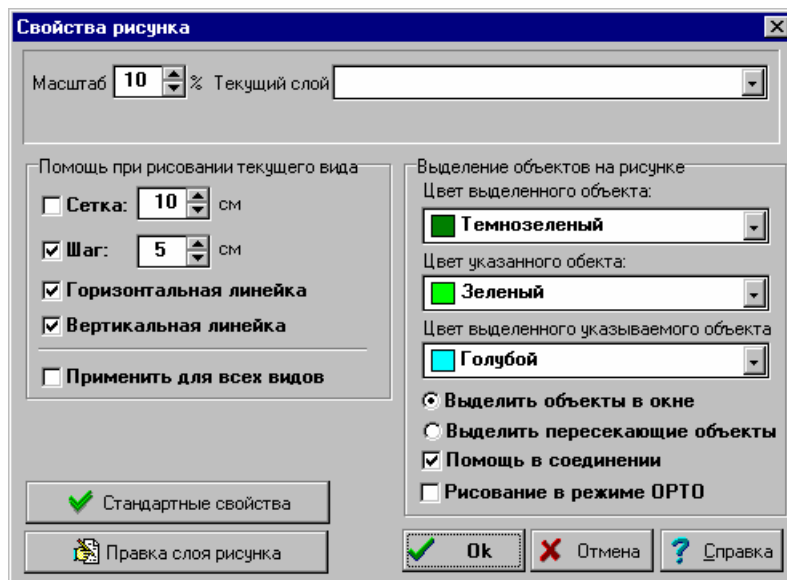 Свойства рисунка
Масштаб 10 % Текущий слой
Помощь при рисовании текущего вида
Сетка: 10 см
Шаг: 5 см
Горизонтальная линейка
Вертикальная линейка
Применить для всех видов
Стандартные свойства
Правка слоя рисунка
Выделение объектов на рисунке
Цвет выделенного объекта:
Темнозеленый
Цвет указанного обекта:
Зеленый
Цвет выделенного указываемого объекта
Голубой
Выделить объекты в окне
Выделить пересекающие объекты
Помощь в соединении
Рисование в режиме ОРТО
Ok Отмена Справка